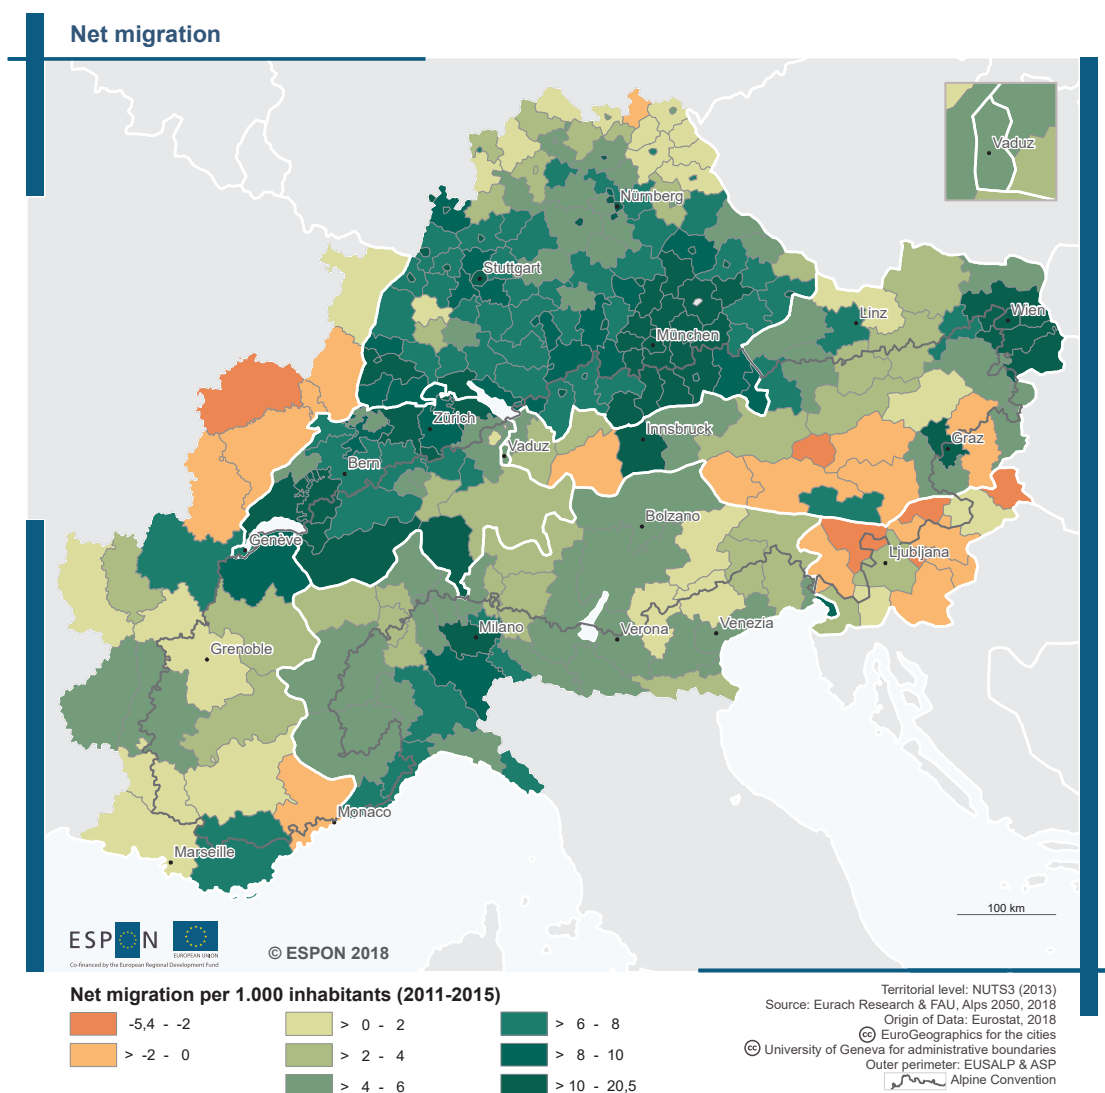 Net migration
Vaduz
Nürnberg
Stuttgart
Linz
Wien
München
Zürich
Innsbruck
Vaduz
Graz
Bern
Bolzano
Genève
Ljubljana
Milano
Verona
Venezia
Grenoble
Monaco
Marseille
100 km
ESPON
EUROPEAN UNION
Co-financed by the European Regional Development Fund
© ESPON 2018
Net migration per 1.000 inhabitants (2011-2015)
-5,4 - -2
> -2 - 0
> 0 - 2
> 2 - 4
> 4 - 6
> 6 - 8
> 8 - 10
> 10 - 20,5
Territorial level: NUTS3 (2013)
Source: Eurach Research & FAU, Alps 2050, 2018
Origin of Data: Eurostat, 2018
cc EuroGeographics for the cities
cc University of Geneva for administrative boundaries
Outer perimeter: EUSALP & ASP
Alpine Convention